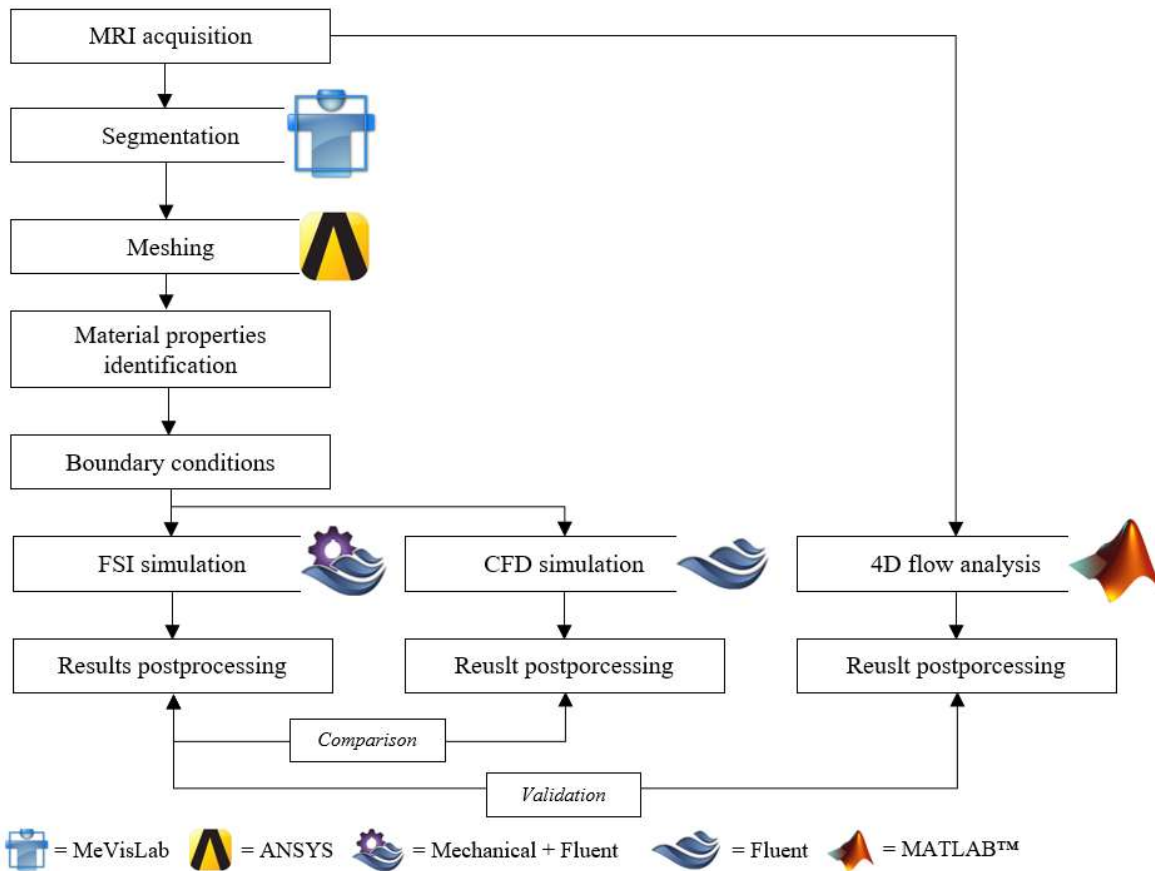 MRI acquisition
Segmentation
Meshing
Material properties
identification
Boundary conditions
FSI simulation
CFD simulation
4D flow analysis
Results postprocessing
Reuslt postporcessing
Reuslt postporcessing
Comparison
Validation
= MeVisLab
= ANSYS
= Mechanical + Fluent
= Fluent
= MATLAB™